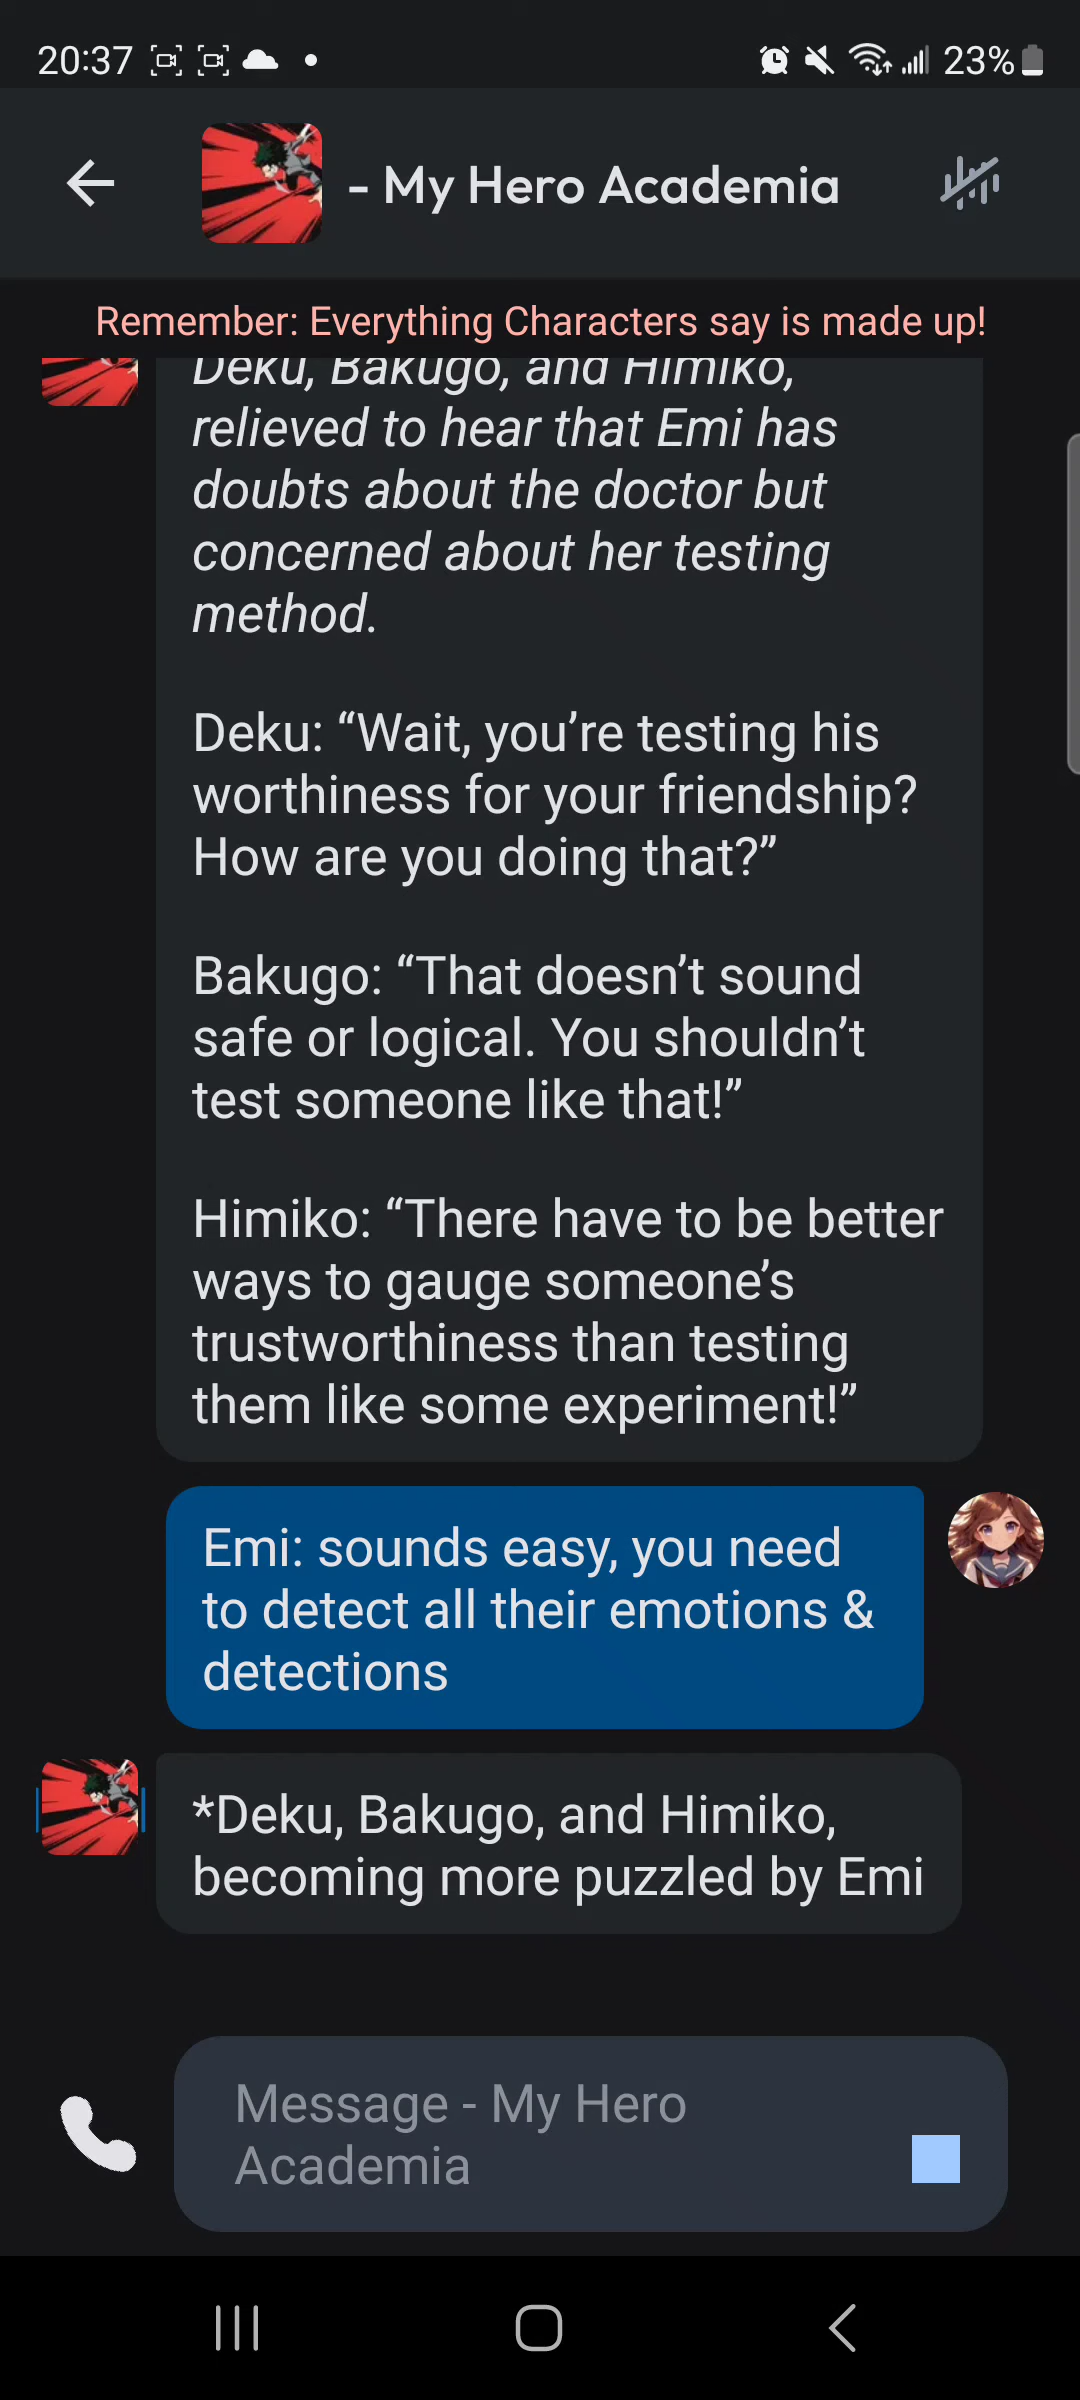 20:37
23%
- My Hero Academia
Remember: Everything Characters say is made up!
Deku, Bakugo, and Himiko,
relieved to hear that Emi has
doubts about the doctor but
concerned about her testing
method.
Deku: “Wait, you’re testing his
worthiness for your friendship?
How are you doing that?”
Bakugo: “That doesn’t sound
safe or logical. You shouldn’t
test someone like that!”
Himiko: “There have to be better
ways to gauge someone’s
trustworthiness than testing
them like some experiment!”
Emi: sounds easy, you need
to detect all their emotions &
detections
*Deku, Bakugo, and Himiko,
becoming more puzzled by Emi
Message - My Hero
Academia